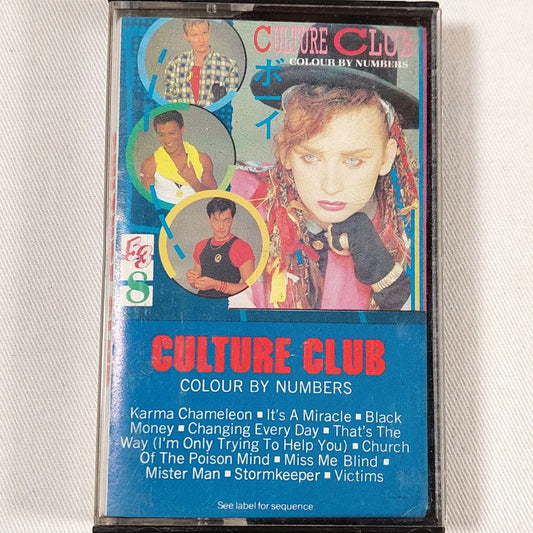 CULTURE CLUB
COLOUR BY NUMBERS
ボーイ
8
CULTURE CLUB
COLOUR BY NUMBERS
Karma Chameleon ▪ It's A Miracle ▪ Black
Money ▪ Changing Every Day ▪ That's The
Way (I'm Only Trying To Help You) ▪ Church
Of The Poison Mind ▪ Miss Me Blind ▪
Mister Man ▪ Stormkeeper ▪ Victims
See label for sequence